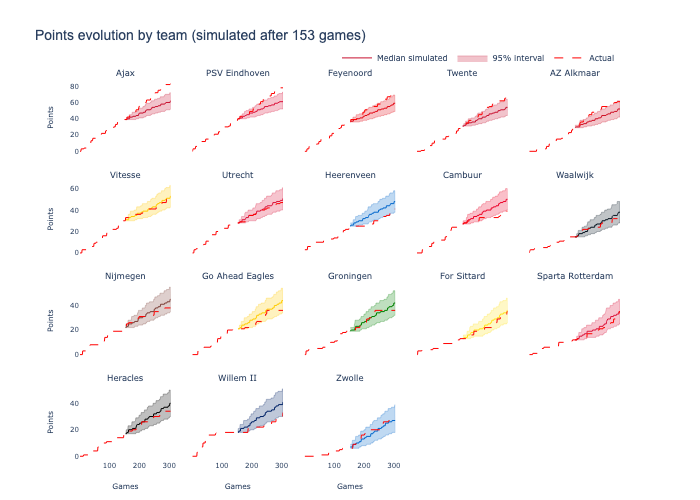 Points evolution by team (simulated after 153 games)
Median simulated 95% interval Actual
Ajax PSV Eindhoven Feyenoord Twente AZ Alkmaar
80
60
40
20
0
Points
Vitesse Utrecht Heerenveen Cambuur Waalwijk
60
40
20
0
Points
Nijmegen Go Ahead Eagles Groningen For Sittard Sparta Rotterdam
40
20
0
Points
Heracles Willem II Zwolle
40
20
0
Points
100 200 300 100 200 300 100 200 300
Games Games Games